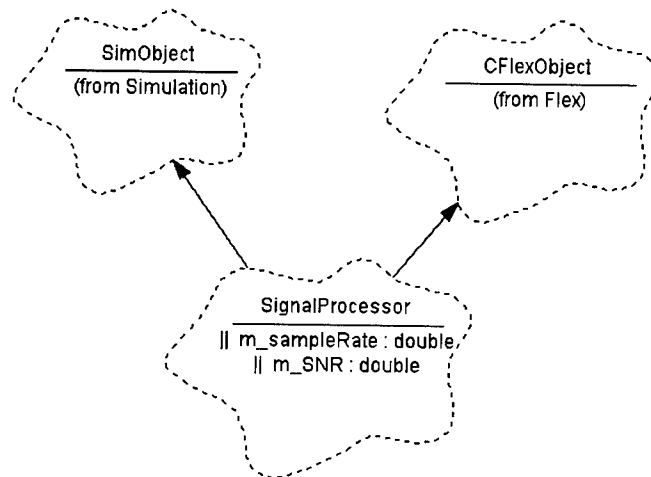 SimObject
(from Simulation)
CFlexObject
(from Flex)
SignalProcessor
|| m_sampleRate : double
|| m_SNR : double